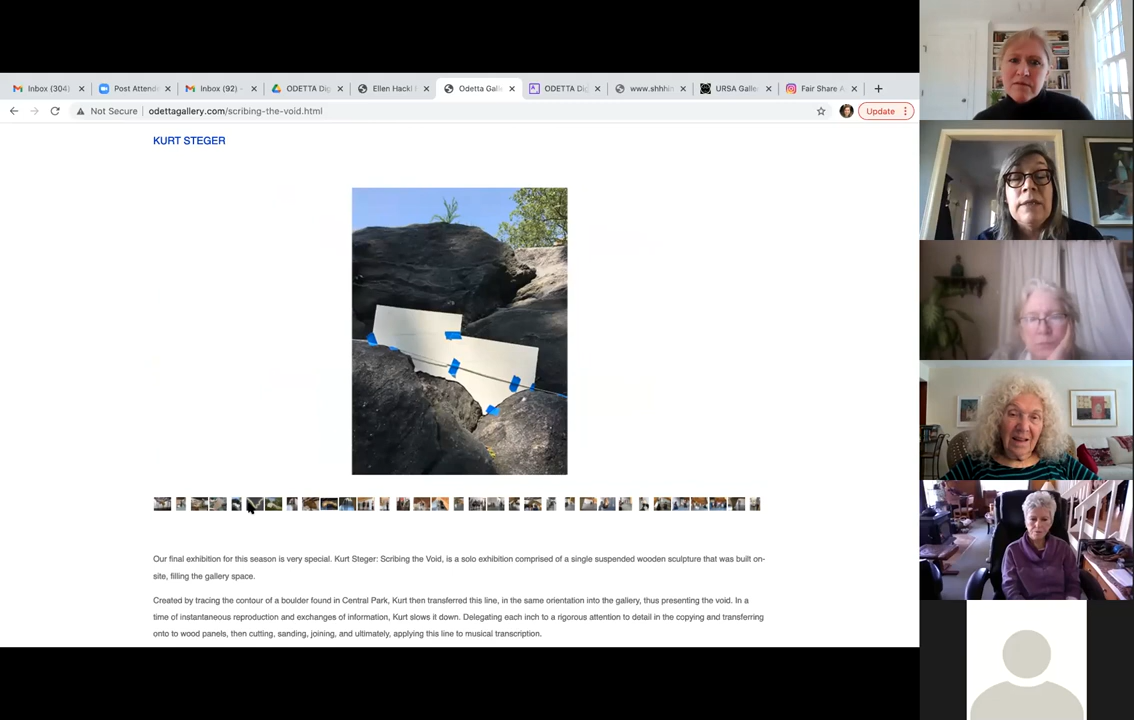 Inbox (304)
Post Attend
Inbox (92) -
ODETTA Dig
Ellen Hackl
Odetta Gall
ODETTA Dig
www.shhhin
URSA Galle
Fair Share A
Not Secure
odettagallery.com/scribing-the-void.html
Update
KURT STEGER
Our final exhibition for this season is very special. Kurt Steger: Scribing the Void, is a solo exhibition comprised of a single suspended wooden sculpture that was built on-
site, filling the gallery space.
Created by tracing the contour of a boulder found in Central Park, Kurt then transferred this line, in the same orientation into the gallery, thus presenting the void. In a
time of instantaneous reproduction and exchanges of information, Kurt slows it down. Delegating each inch to a rigorous attention to detail in the copying and transferring
onto to wood panels, then cutting, sanding, joining, and ultimately, applying this line to musical transcription.